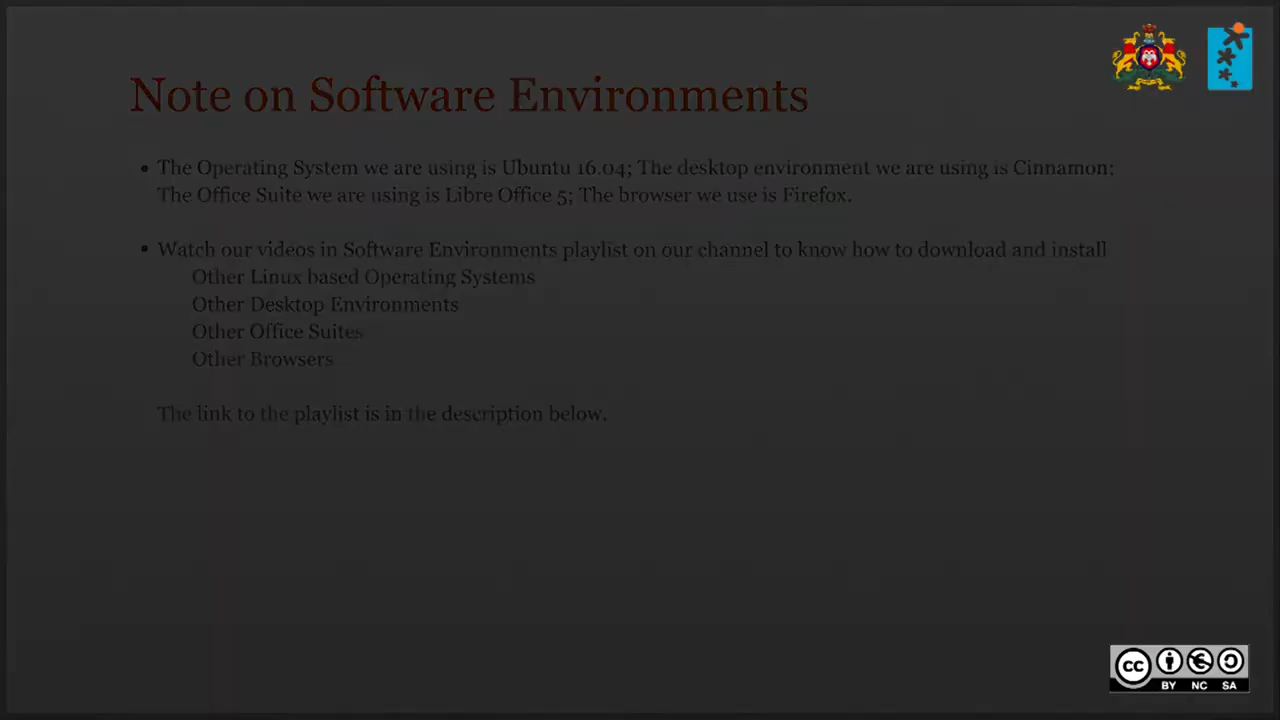 Note on Software Environments
• The Operating System we are using is Ubuntu 16.04; The desktop environment we are using is Cinnamon;
The Office Suite we are using is Libre Office 5; The browser we use is Firefox.
• Watch our videos in Software Environments playlist on our channel to know how to download and install
Other Linux based Operating Systems
Other Desktop Environments
Other Office Suites
Other Browsers
The link to the playlist is in the description below.
cc
BY NC SA